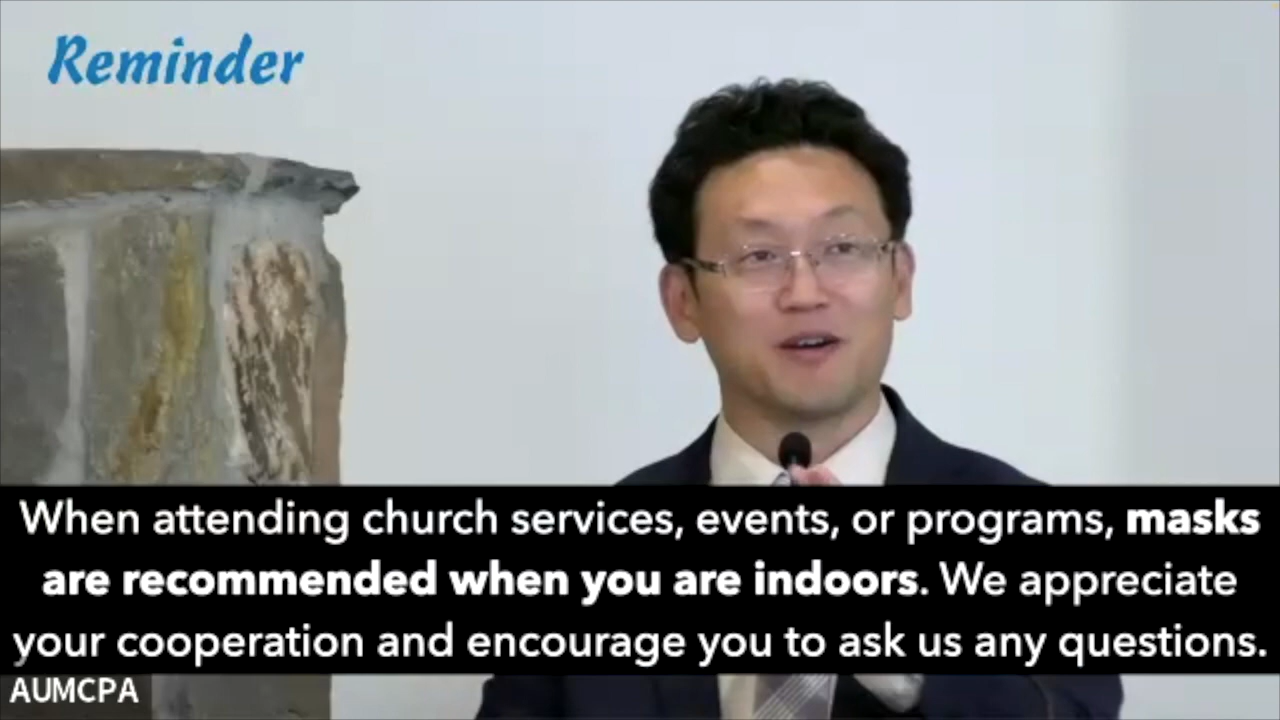 Reminder
When attending church services, events, or programs, masks
are recommended when you are indoors. We appreciate
your cooperation and encourage you to ask us any questions.
AUMCPA